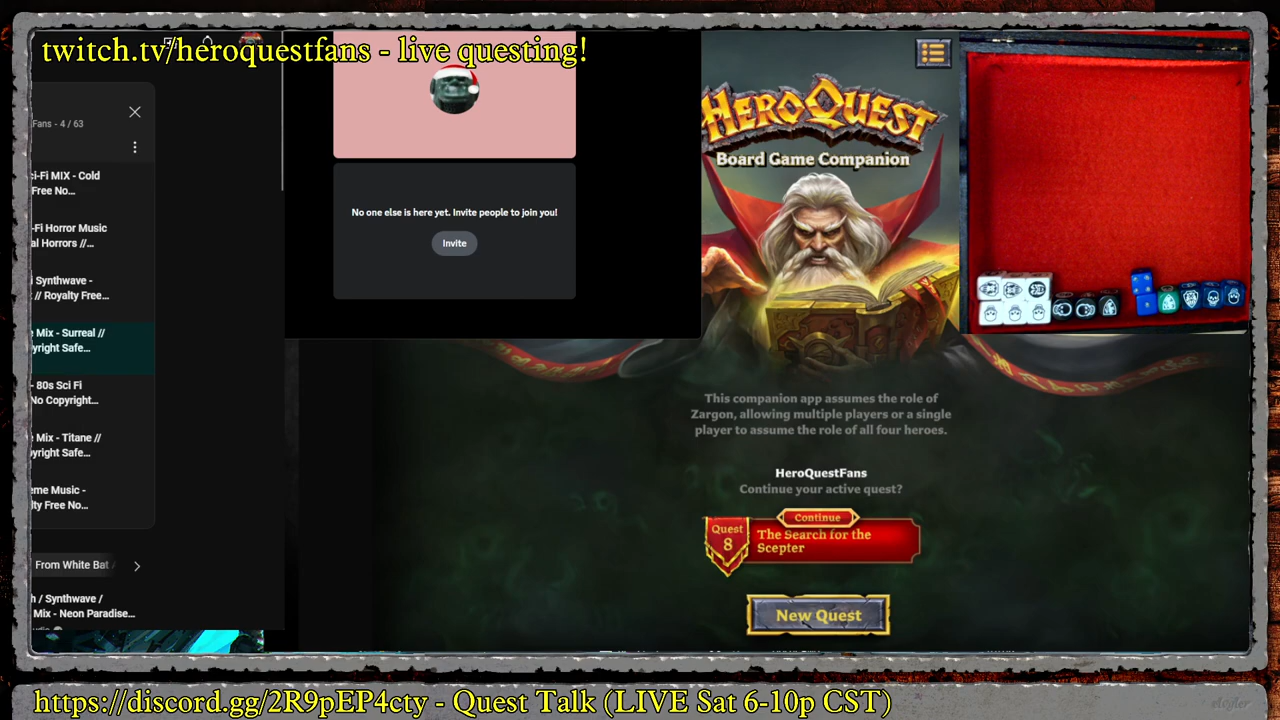 twitch.tv/heroquestfans - live questing!
Fans - 4 / 63
ci-Fi MIX - Cold
Free No...
-Fi Horror Music
al Horrors //...
i Synthwave -
// Royalty Free...
e Mix - Surreal //
yright Safe...
- 80s Sci Fi
No Copyright...
e Mix - Titane //
yright Safe...
eme Music -
lty Free No...
From White Bat
h / Synthwave /
Mix - Neon Paradise...
No one else is here yet. Invite people to join you!
Invite
HEROQUEST
Board Game Companion
This companion app assumes the role of
Zargon, allowing multiple players or a single
player to assume the role of all four heroes.
HeroQuestFans
Continue your active quest?
Continue
Quest
8
The Search for the
Scepter
New Quest
https://discord.gg/2R9pEP4cty - Quest Talk (LIVE Sat 6-10p CST)